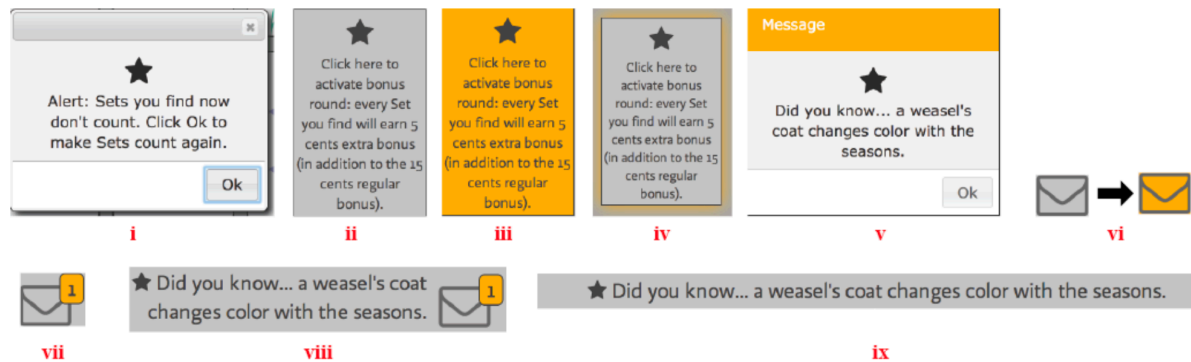 Alert: Sets you find now
don't count. Click Ok to
make Sets count again.
Ok
i
Click here to
activate bonus
round: every Set
you find will earn 5
cents extra bonus
(in addition to the 15
cents regular
bonus).
ii
Click here to
activate bonus
round: every Set
you find will earn 5
cents extra bonus
(in addition to the 15
cents regular
bonus).
iii
Click here to
activate bonus
round: every Set
you find will earn 5
cents extra bonus
(in addition to the 15
cents regular
bonus).
iv
Message
Did you know... a weasel's
coat changes color with the
seasons.
Ok
v
vi
1
vii
Did you know... a weasel's coat
changes color with the seasons.
1
viii
Did you know... a weasel's coat changes color with the seasons.
ix